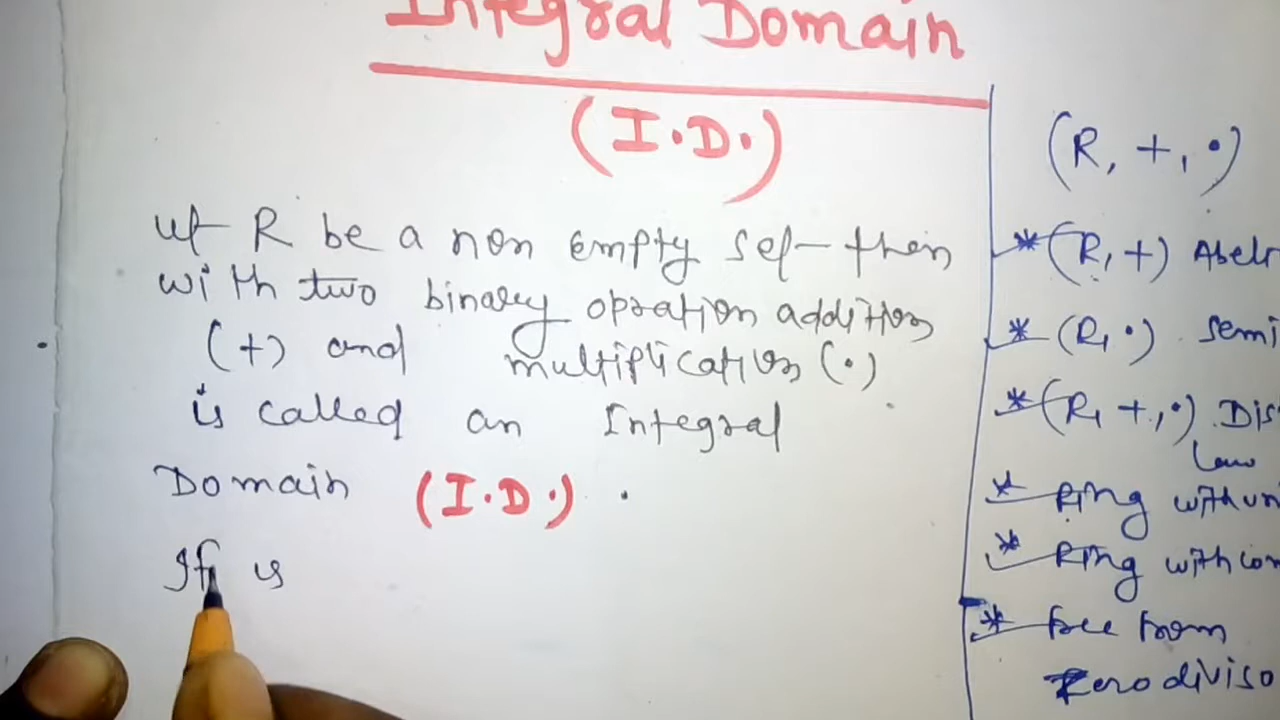 Integral Domain
(I.D.)
Let R be a non empty set then
with two binary opration addition
(+) and multiplication (·)
is called an Integral
Domain (I.D.) .
If is
(R, +, ·)
* (R, +) Abel
* (R, ·) Semi
* (R, +, ·) Dis
Law
* Ring with un
* Ring with com
* free from
Zero diviso